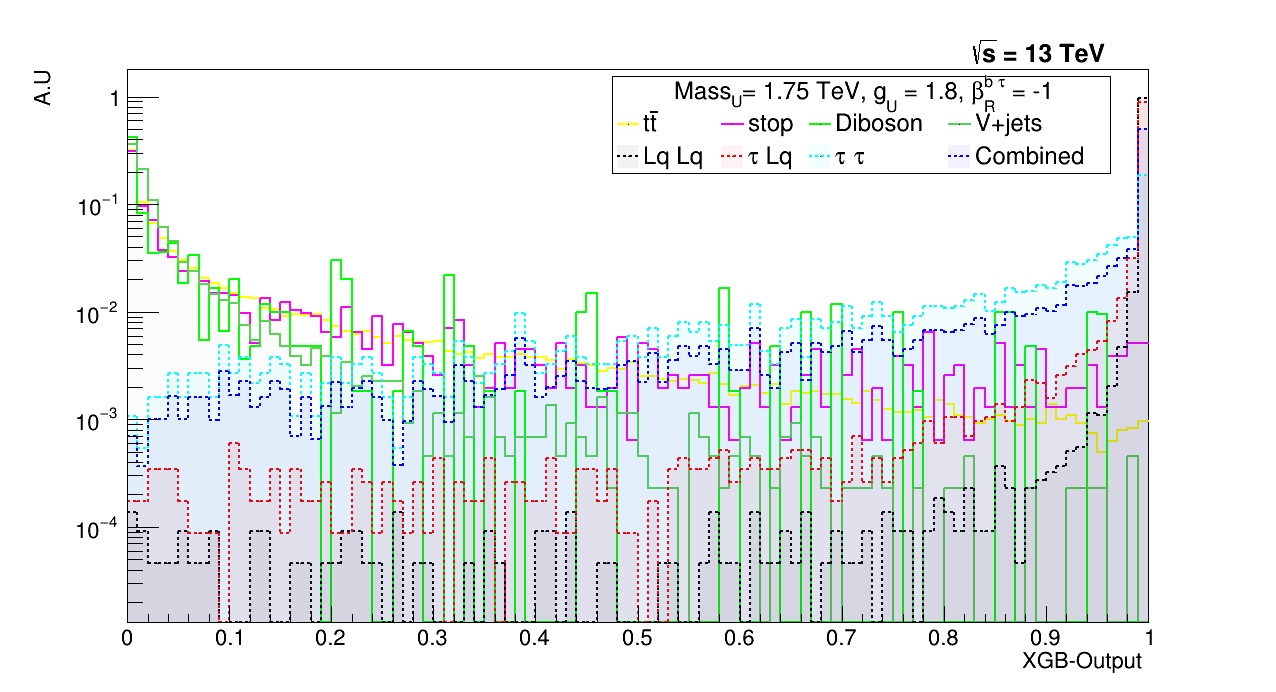 √s = 13 TeV
A.U
Mass_U= 1.75 TeV, g_U = 1.8, β_R^{b τ} = -1
tt̄ stop Diboson V+jets
Lq Lq τ Lq τ τ Combined
1
10⁻¹
10⁻²
10⁻³
10⁻⁴
0 0.1 0.2 0.3 0.4 0.5 0.6 0.7 0.8 0.9 1
XGB-Output